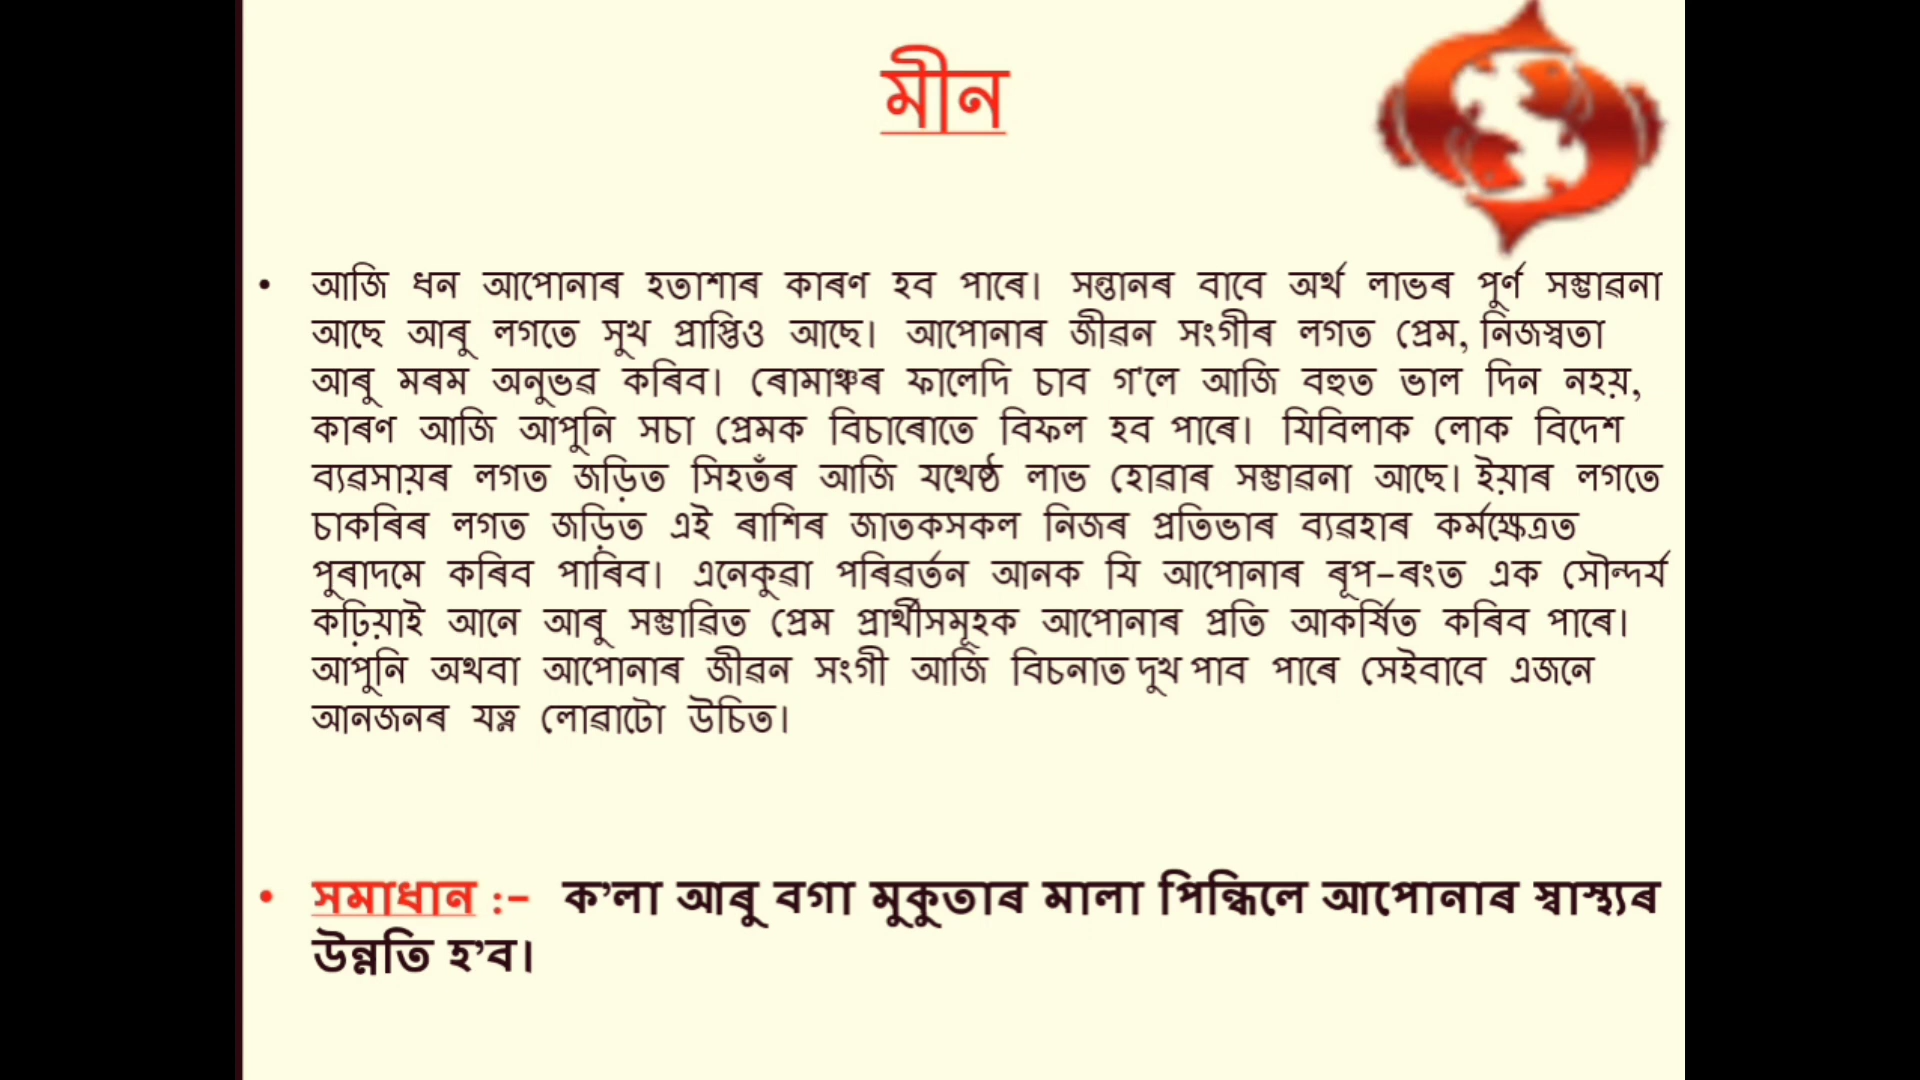 মীন
• আজি ধন আপোনাৰ হতাশাৰ কাৰণ হব পাৰে। সন্তানৰ বাবে অৰ্থ লাভৰ পুৰ্ণ সম্ভাৱনা
আছে আৰু লগতে সুখ প্ৰাপ্তিও আছে। আপোনাৰ জীৱন সংগীৰ লগত প্ৰেম, নিজস্বতা
আৰু মৰম অনুভৱ কৰিব। ৰোমাঞ্চৰ ফালেদি চাব গ'লে আজি বহুত ভাল দিন নহয়,
কাৰণ আজি আপুনি সচা প্ৰেমক বিচাৰোতে বিফল হব পাৰে। যিবিলাক লোক বিদেশ
ব্যৱসায়ৰ লগত জড়িত সিহতঁৰ আজি যথেষ্ঠ লাভ হোৱাৰ সম্ভাৱনা আছে। ইয়াৰ লগতে
চাকৰিৰ লগত জড়িত এই ৰাশিৰ জাতকসকল নিজৰ প্ৰতিভাৰ ব্যৱহাৰ কৰ্মক্ষেত্ৰত
পুৰাদমে কৰিব পাৰিব। এনেকুৱা পৰিৱৰ্তন আনক যি আপোনাৰ ৰূপ-ৰংত এক সৌন্দৰ্য
কঢ়িয়াই আনে আৰু সম্ভাৱিত প্ৰেম প্ৰাৰ্থীসমূহক আপোনাৰ প্ৰতি আকৰ্ষিত কৰিব পাৰে।
আপুনি অথবা আপোনাৰ জীৱন সংগী আজি বিচনাত দুখ পাব পাৰে সেইবাবে এজনে
আনজনৰ যত্ন লোৱাটো উচিত।
• সমাধান :- ক’লা আৰু বগা মুকুতাৰ মালা পিন্ধিলে আপোনাৰ স্বাস্থ্যৰ
উন্নতি হ’ব।